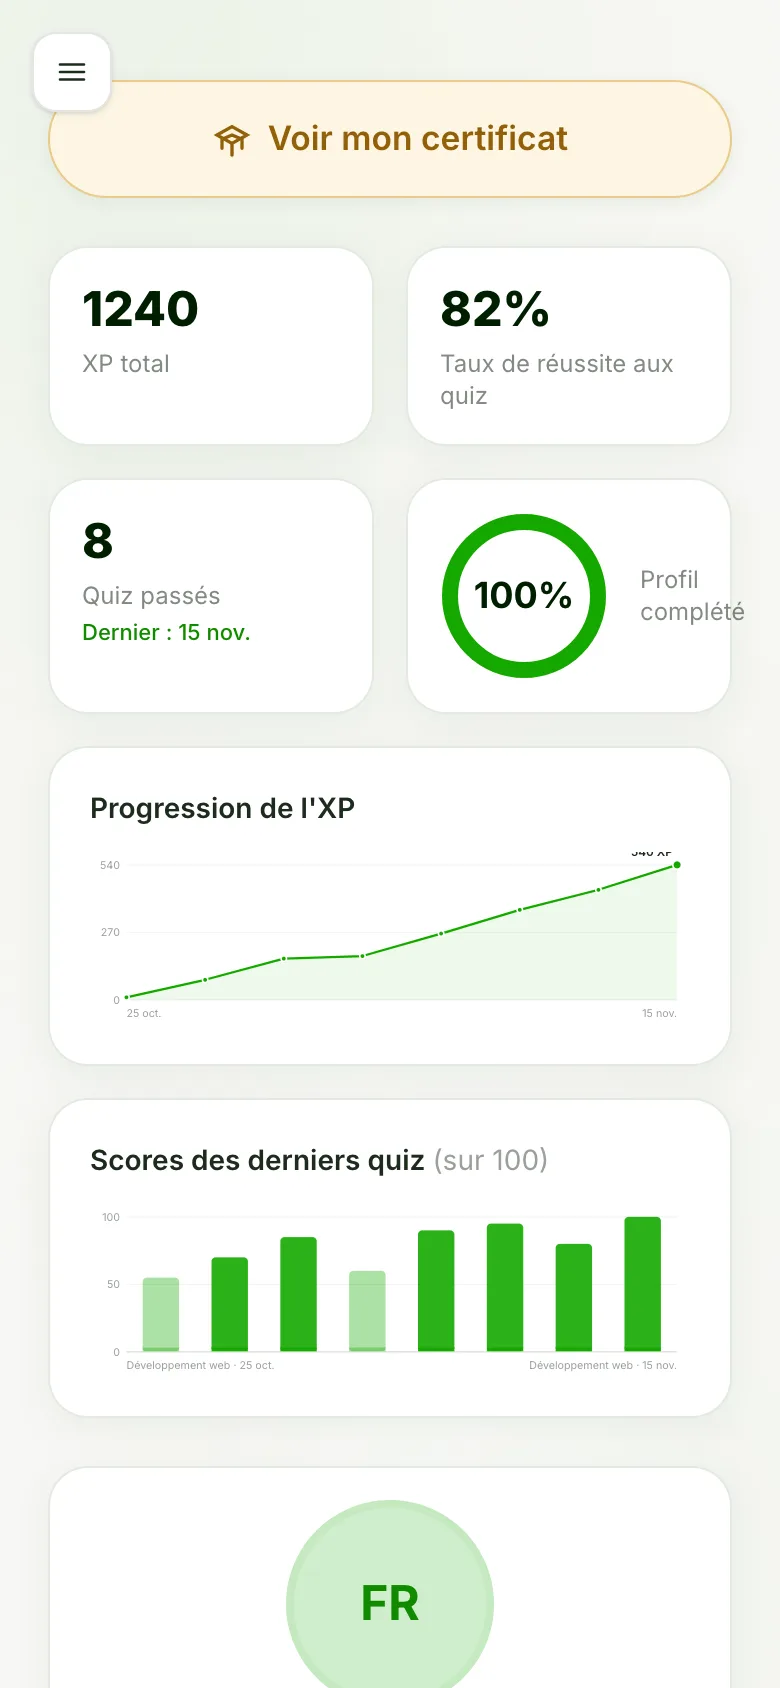 Voir mon certificat
1240
XP total
82%
Taux de réussite aux
quiz
8
Quiz passés
Dernier : 15 nov.
100%
Profil
complété
Progression de l'XP
540 XP
540
270
0
25 oct.
15 nov.
Scores des derniers quiz (sur 100)
100
50
0
Développement web · 25 oct.
Développement web · 15 nov.
FR